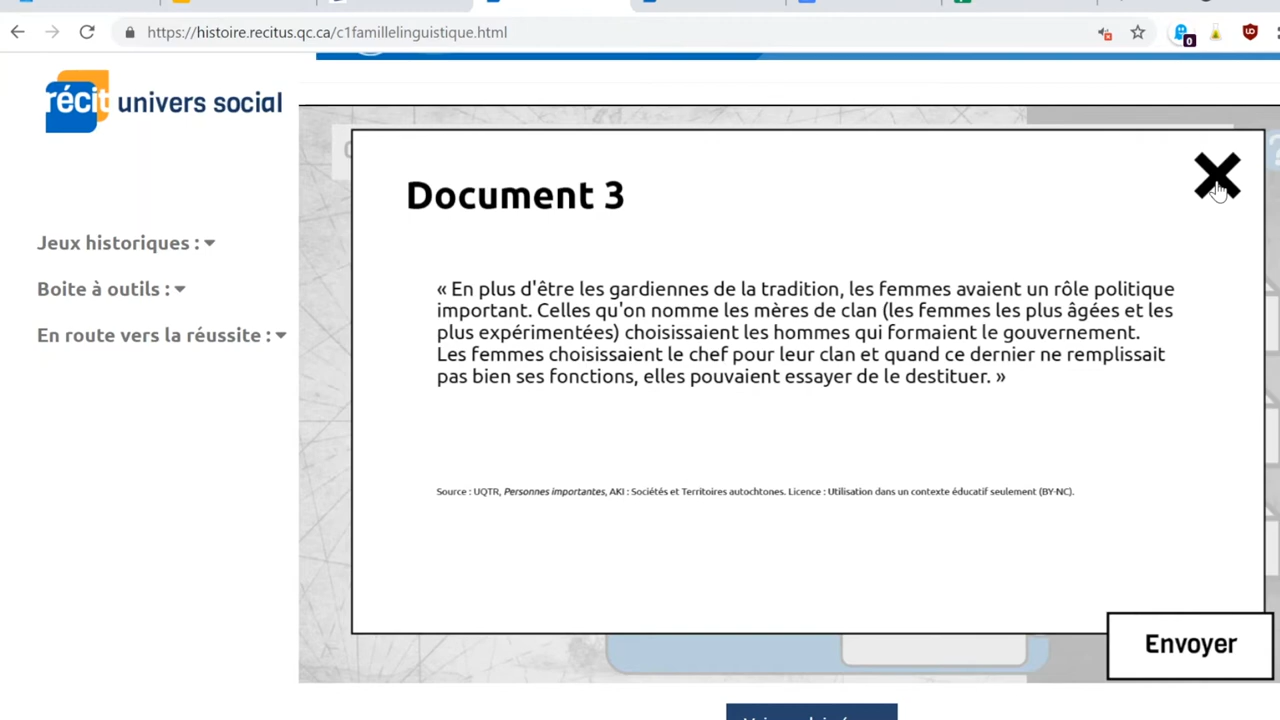 https://histoire.recitus.qc.ca/c1famillelinguistique.html
0
récit univers social
Document 3
Jeux historiques :
Boite à outils :
En route vers la réussite :
« En plus d'être les gardiennes de la tradition, les femmes avaient un rôle politique
important. Celles qu'on nomme les mères de clan (les femmes les plus âgées et les
plus expérimentées) choisissaient les hommes qui formaient le gouvernement.
Les femmes choisissaient le chef pour leur clan et quand ce dernier ne remplissait
pas bien ses fonctions, elles pouvaient essayer de le destituer. »
Source : UQTR, Personnes importantes, AKI : Sociétés et Territoires autochtones. Licence : Utilisation dans un contexte éducatif seulement (BY-NC).
Envoyer